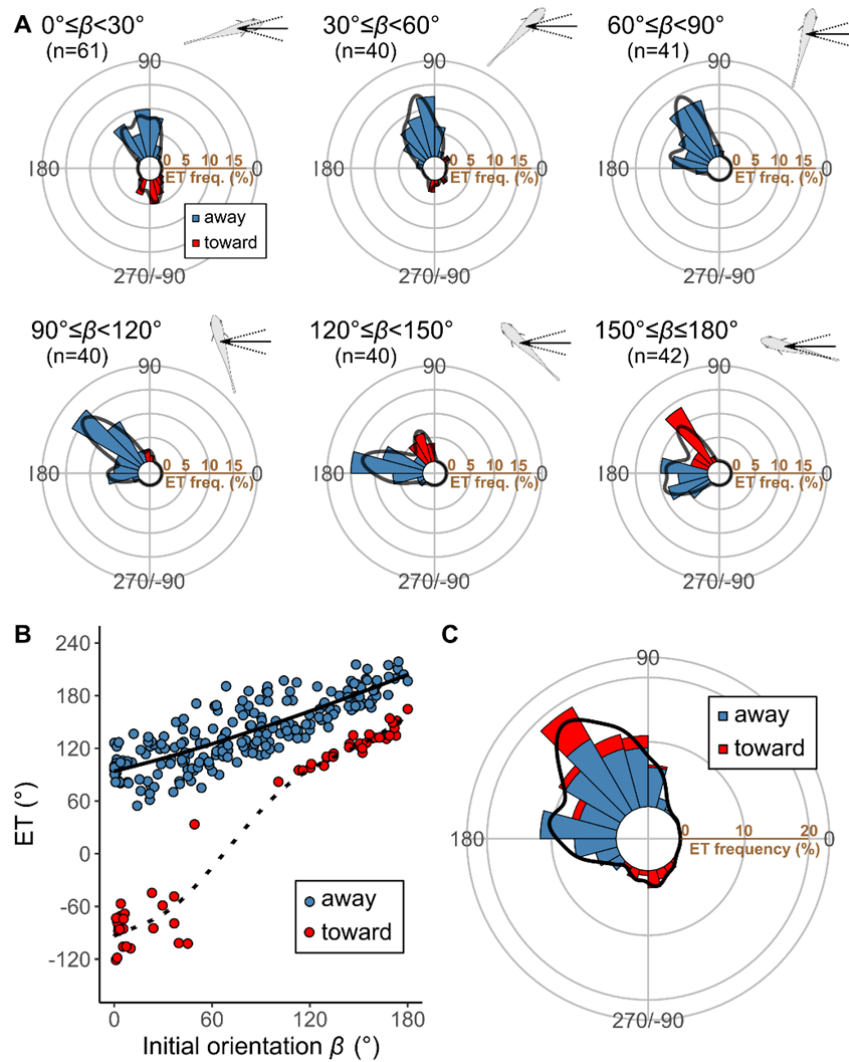 A 0°≤β<30° 30°≤β<60° 60°≤β<90°
(n=61) (n=40) (n=41)
90 90 90
180 0 5 10 15 0 180 0 5 10 15 0 180 0 5 10 15 0
ET freq. (%) ET freq. (%) ET freq. (%)
away
toward
270/-90 270/-90 270/-90
90°≤β<120° 120°≤β<150° 150°≤β≤180°
(n=40) (n=40) (n=42)
90 90 90
180 0 5 10 15 0 180 0 5 10 15 0 180 0 5 10 15 0
ET freq. (%) ET freq. (%) ET freq. (%)
270/-90 270/-90 270/-90
B
240
180
120
60
0
-60
-120
ET (°)
away
toward
0 60 120 180
Initial orientation β (°)
C
90
away
toward
180 0 10 20 0
ET frequency (%)
270/-90